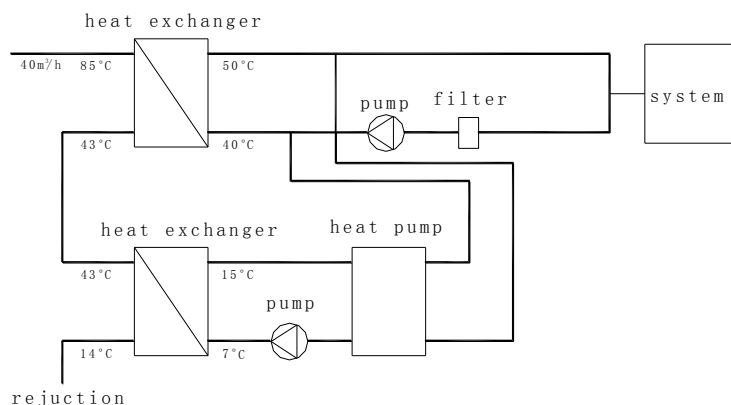 heat exchanger
40m³/h 85°C 50°C
pump filter
system
43°C 40°C
heat exchanger heat pump
43°C 15°C
pump
14°C 7°C
rejuction